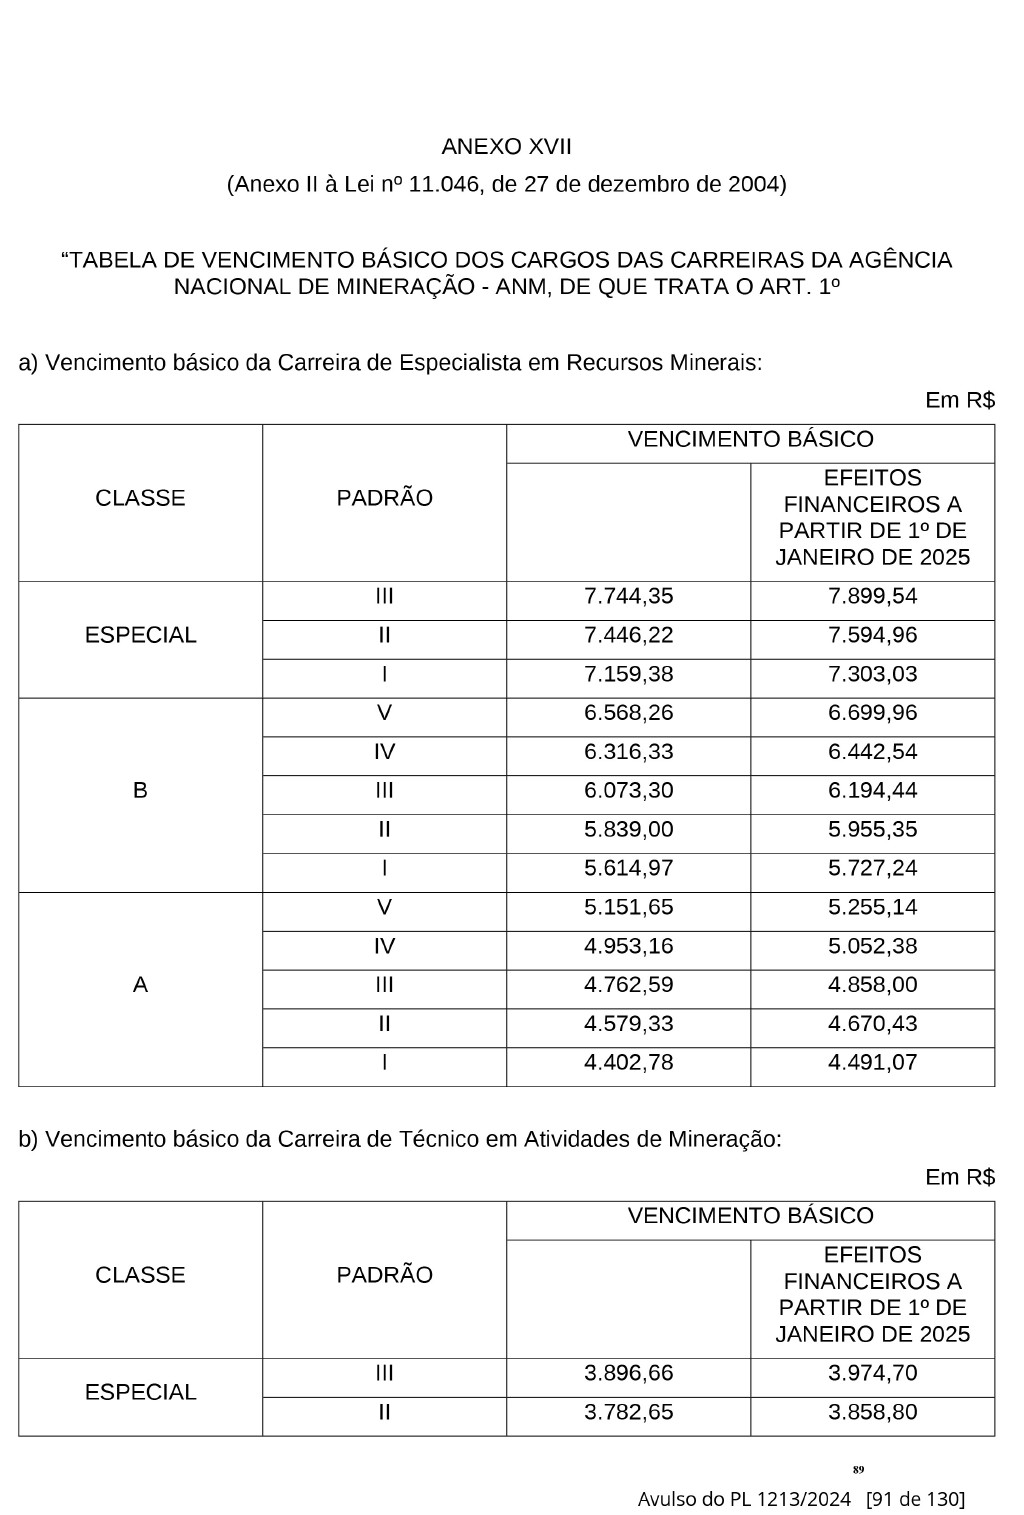 ANEXO XVII
(Anexo II à Lei nº 11.046, de 27 de dezembro de 2004)
“TABELA DE VENCIMENTO BÁSICO DOS CARGOS DAS CARREIRAS DA AGÊNCIA
NACIONAL DE MINERAÇÃO - ANM, DE QUE TRATA O ART. 1º
a) Vencimento básico da Carreira de Especialista em Recursos Minerais:
Em R$
CLASSE PADRÃO VENCIMENTO BÁSICO
EFEITOS
FINANCEIROS A
PARTIR DE 1º DE
JANEIRO DE 2025
ESPECIAL III 7.744,35 7.899,54
II 7.446,22 7.594,96
I 7.159,38 7.303,03
B V 6.568,26 6.699,96
IV 6.316,33 6.442,54
III 6.073,30 6.194,44
II 5.839,00 5.955,35
I 5.614,97 5.727,24
A V 5.151,65 5.255,14
IV 4.953,16 5.052,38
III 4.762,59 4.858,00
II 4.579,33 4.670,43
I 4.402,78 4.491,07
b) Vencimento básico da Carreira de Técnico em Atividades de Mineração:
Em R$
CLASSE PADRÃO VENCIMENTO BÁSICO
EFEITOS
FINANCEIROS A
PARTIR DE 1º DE
JANEIRO DE 2025
ESPECIAL III 3.896,66 3.974,70
II 3.782,65 3.858,80
89
Avulso do PL 1213/2024 [91 de 130]